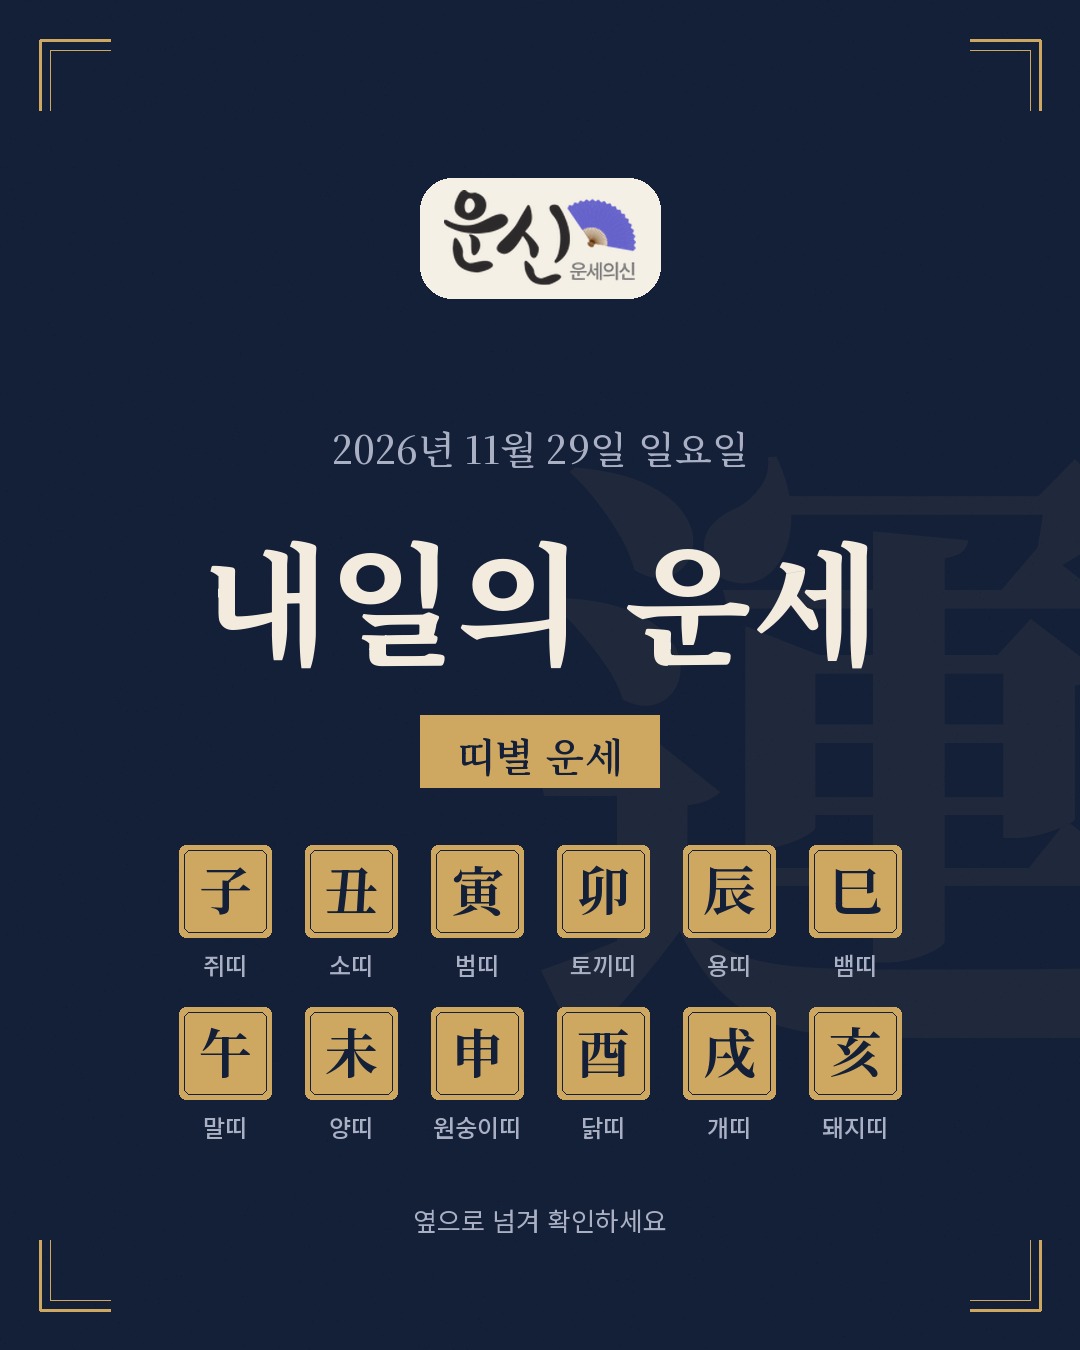 운신
운세의신
2026년 11월 29일 일요일
내일의 운세
띠별 운세
子 丑 寅 卯 辰 巳
쥐띠 소띠 범띠 토끼띠 용띠 뱀띠
午 未 申 酉 戌 亥
말띠 양띠 원숭이띠 닭띠 개띠 돼지띠
옆으로 넘겨 확인하세요
運